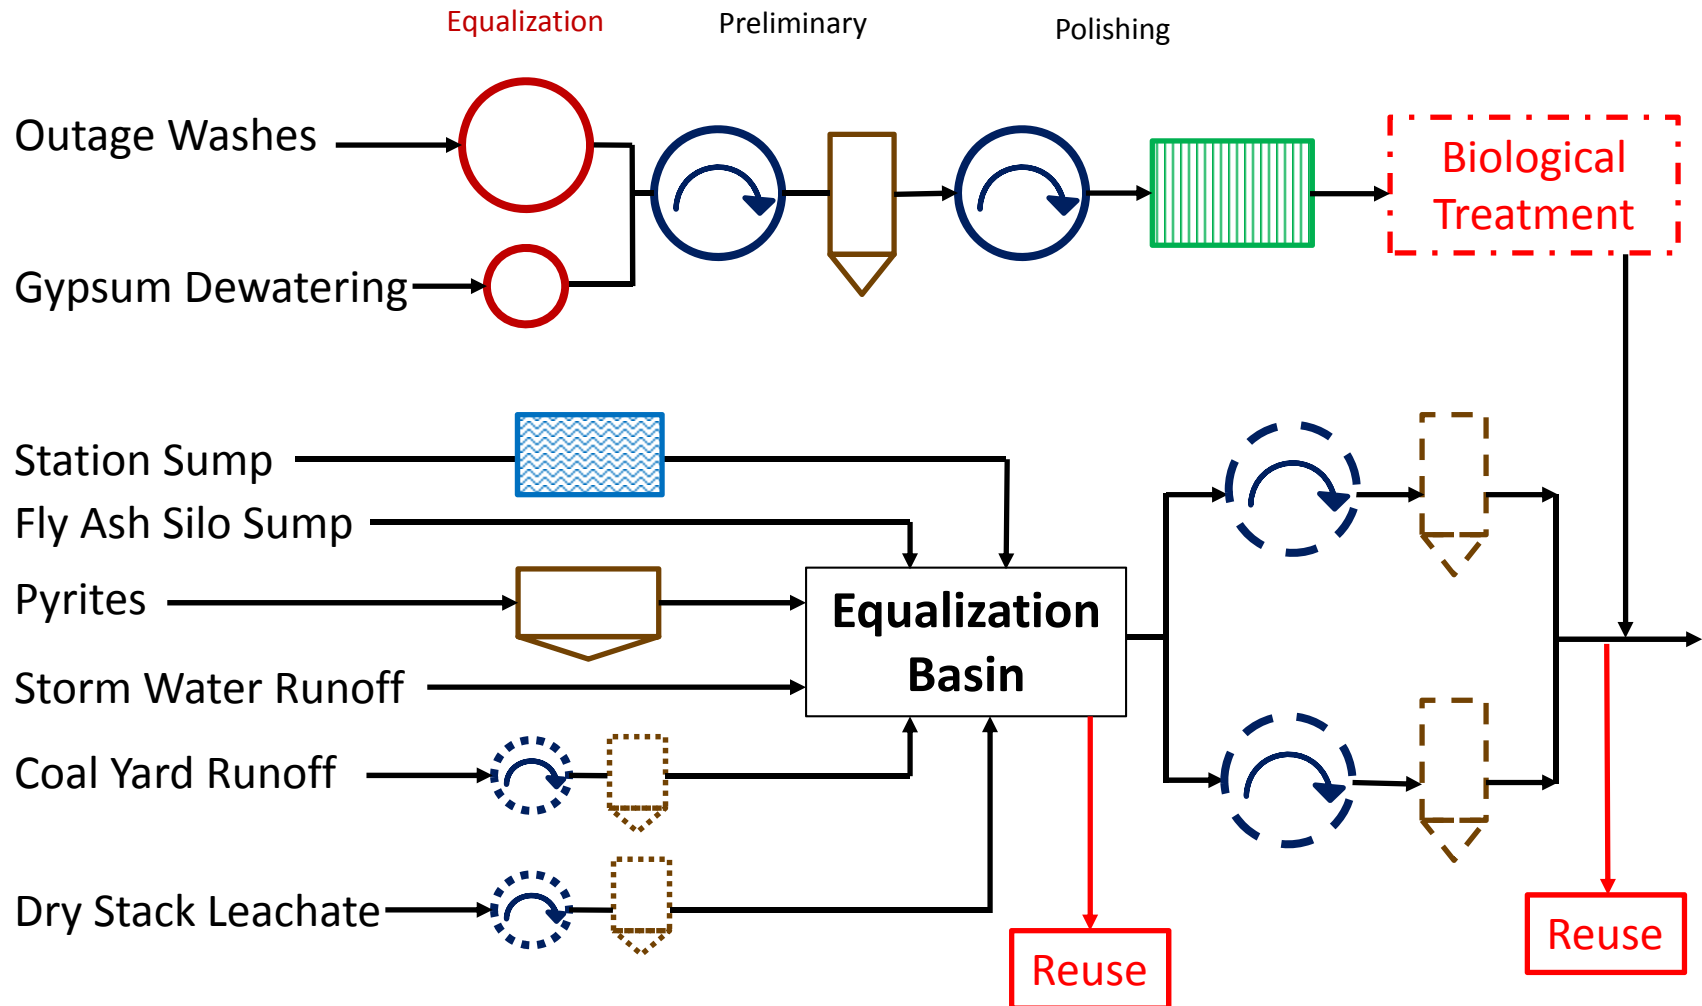 Equalization
Preliminary
Polishing
Outage Washes
Biological
Treatment
Gypsum Dewatering
Station Sump
Fly Ash Silo Sump
Pyrites
Equalization
Basin
Storm Water Runoff
Coal Yard Runoff
Dry Stack Leachate
Reuse
Reuse